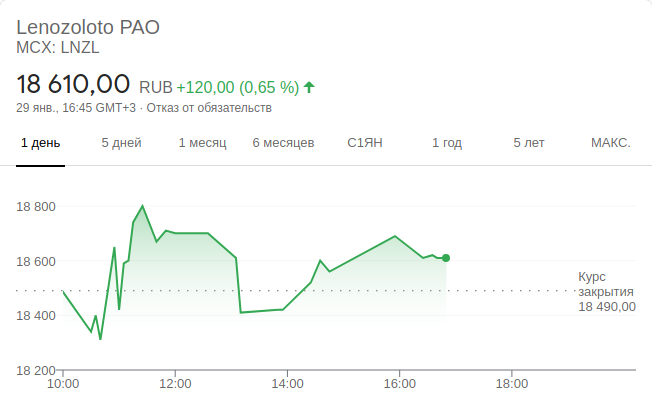 Lenozoloto PAO
MCX: LNZL
18 610,00 RUB +120,00 (0,65 %)
29 янв., 16:45 GMT+3 · Отказ от обязательств
1 день 5 дней 1 месяц 6 месяцев С1ЯН 1 год 5 лет МАКС.
18 800
18 600
Курс
закрытия
18 490,00
18 400
18 200
10:00 12:00 14:00 16:00 18:00